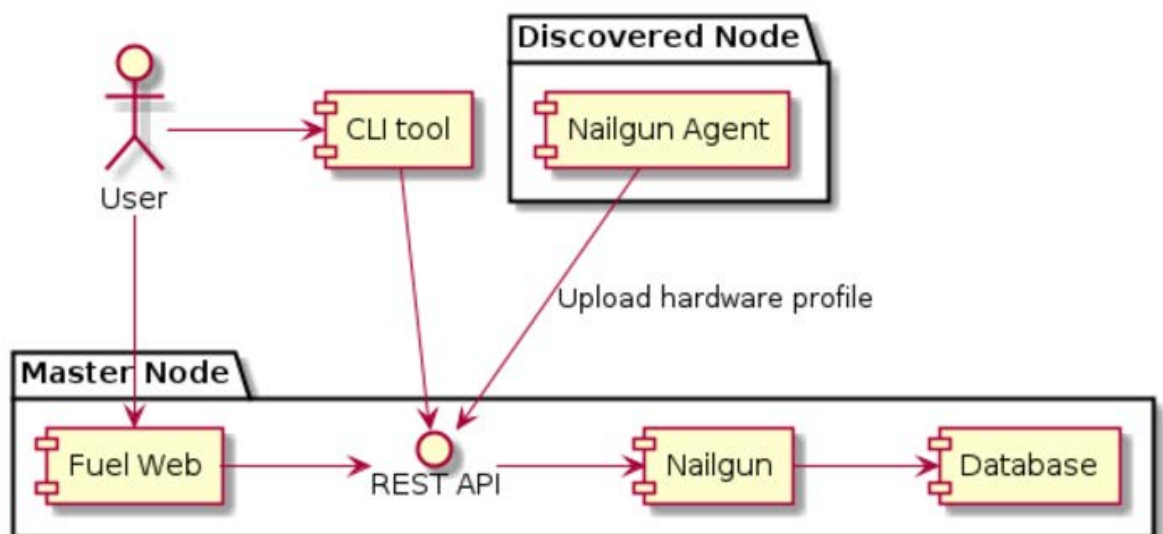 Discovered Node
CLI tool
Nailgun Agent
User
Upload hardware profile
Master Node
Fuel Web
REST API
Nailgun
Database